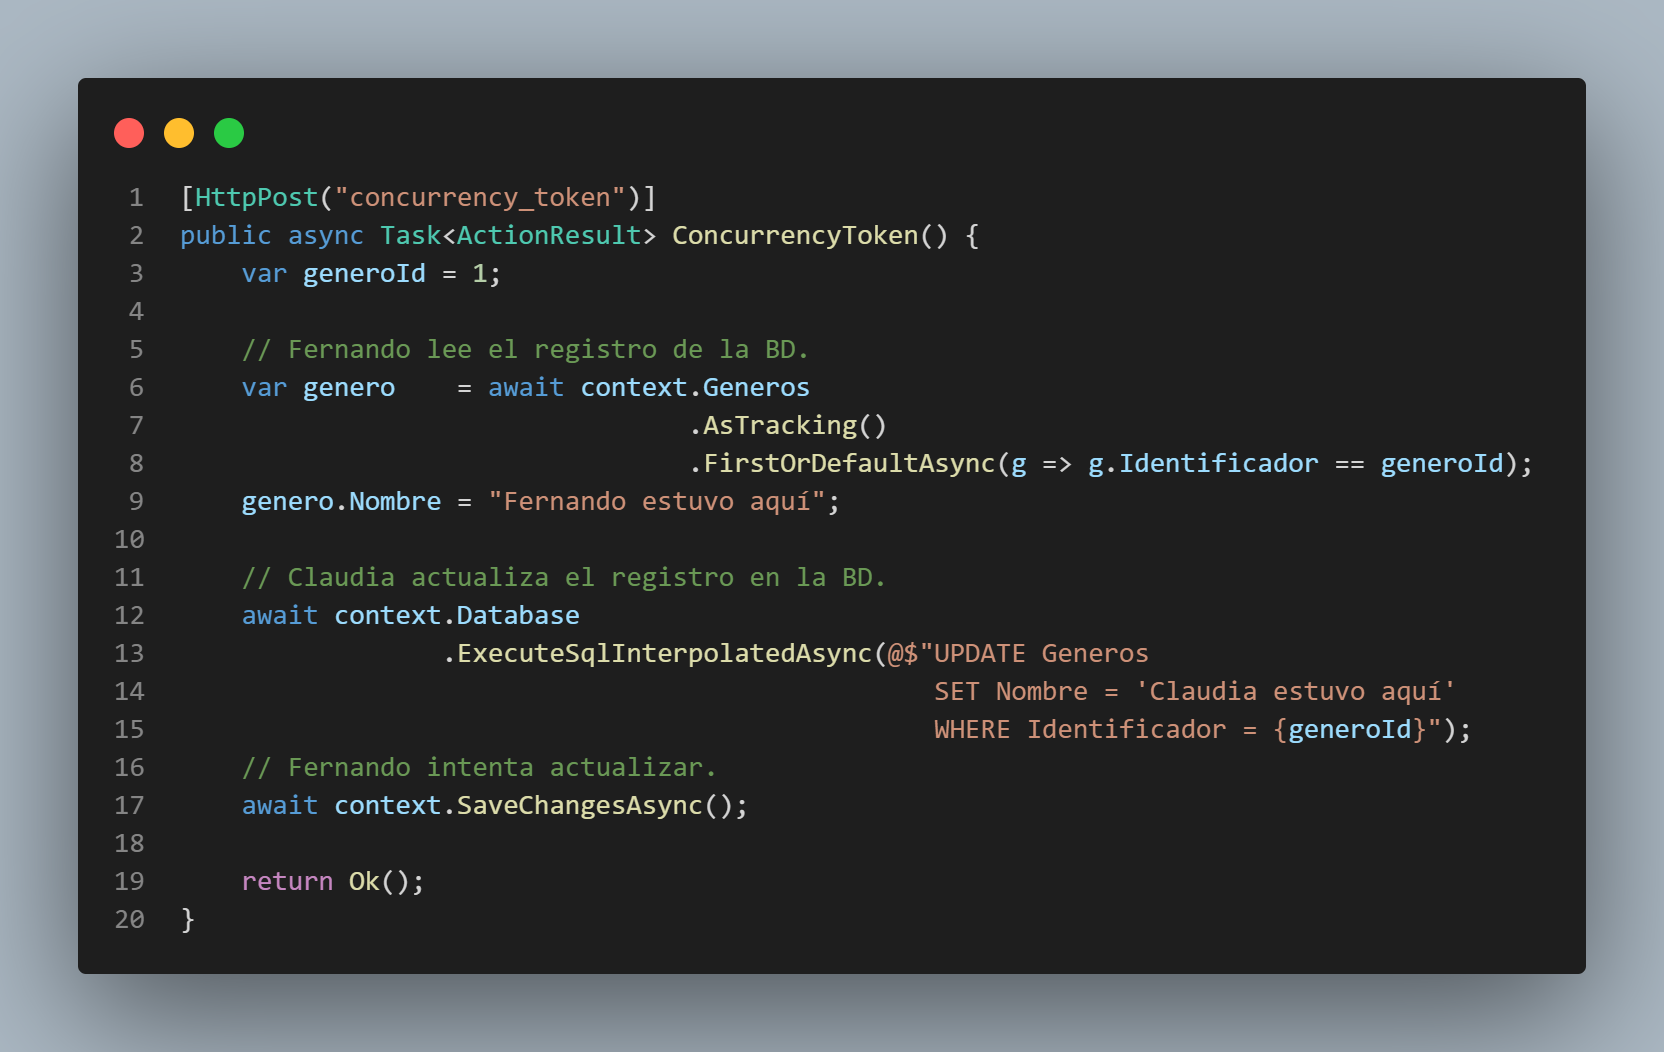 1 [HttpPost("concurrency_token")]
2 public async Task<ActionResult> ConcurrencyToken() {
3     var generoId = 1;
4
5     // Fernando lee el registro de la BD.
6     var genero    = await context.Generos
7                                  .AsTracking()
8                                  .FirstOrDefaultAsync(g => g.Identificador == generoId);
9     genero.Nombre = "Fernando estuvo aquí";
10
11     // Claudia actualiza el registro en la BD.
12     await context.Database
13                  .ExecuteSqlInterpolatedAsync(@$"UPDATE Generos
14                                                 SET Nombre = 'Claudia estuvo aquí'
15                                                 WHERE Identificador = {generoId}");
16     // Fernando intenta actualizar.
17     await context.SaveChangesAsync();
18
19     return Ok();
20 }